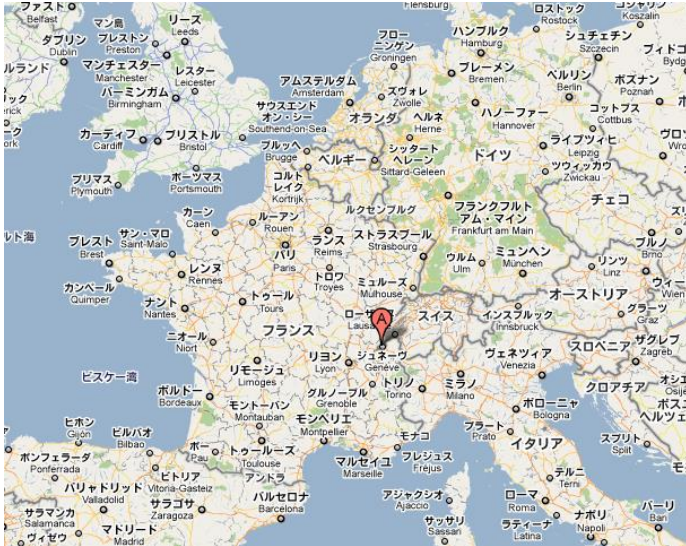 ファスト
Belfast
マン島
ダブリン
Dublin
プレストン
Preston
リーズ
Leeds
マンチェスター
Manchester
レスター
Leicester
バーミンガム
Birmingham
カーディフ
Cardiff
ブリストル
Bristol
サウスエンド
オン・シー
Southend-on-Sea
プリマス
Plymouth
ポーツマス
Portsmouth
Flensburg
ロストック
Rostock
コシャリン
Koszalin
フロー
ニンゲン
Groningen
ハンブルク
Hamburg
シュチェチン
Szczecin
アムステルダム
Amsterdam
ズヴォレ
Zwolle
ブレーメン
Bremen
ベルリン
Berlin
ポズナン
Poznań
オランダ
ヘルネ
Herne
ハノーファー
Hannover
コットブス
Cottbus
ブルッヘ
Brugge
ベルギー
シッタート
ヘレーン
Sittard-Geleen
ドイツ
ライプツィヒ
Leipzig
ツヴィッカウ
Zwickau
コルト
レイク
Kortrijk
ルクセンブルグ
フランクフルト
アム・マイン
Frankfurt am Main
チェコ
カーン
Caen
ルーアン
Rouen
ランス
Reims
ストラスブール
Strasbourg
ウルム
Ulm
ミュンヘン
München
リンツ
Linz
ブルノ
Brno
ルト海
ブレスト
Brest
サン・マロ
Saint-Malo
パリ
Paris
トロワ
Troyes
ミュルーズ
Mulhouse
カンペール
Quimper
レンヌ
Rennes
オーストリア
グラーツ
Graz
ナント
Nantes
トゥール
Tours
フランス
A
スイス
インスブルック
Innsbruck
スロベニア
ザグレブ
Zagreb
ニオール
Niort
ジュネーヴ
Genève
ビスケー湾
リモージュ
Limoges
リヨン
Lyon
グルノーブル
Grenoble
トリノ
Torino
ミラノ
Milano
ヴェネツィア
Venezia
クロアチア
ボルドー
Bordeaux
モントーバン
Montauban
モンペリエ
Montpellier
モナコ
ボローニャ
Bologna
プラート
Prato
イタリア
スプリト
Split
ヒホン
Gijón
ビルバオ
Bilbao
ポー
Pau
トゥールーズ
Toulouse
マルセイユ
Marseille
フレジュス
Fréjus
ポンフェラーダ
Ponferrada
ビトリア
Vitoria-Gasteiz
アンドラ
テルニ
Terni
バリャドリッド
Valladolid
サラゴサ
Zaragoza
バルセロナ
Barcelona
アジャクシオ
Ajaccio
ローマ
Roma
バーリ
Bari
サラマンカ
Salamanca
マドリード
Madrid
サッサリ
Sassari
ラティーナ
Latina
ナポリ
Napoli
ヴィゼウ
Viseu